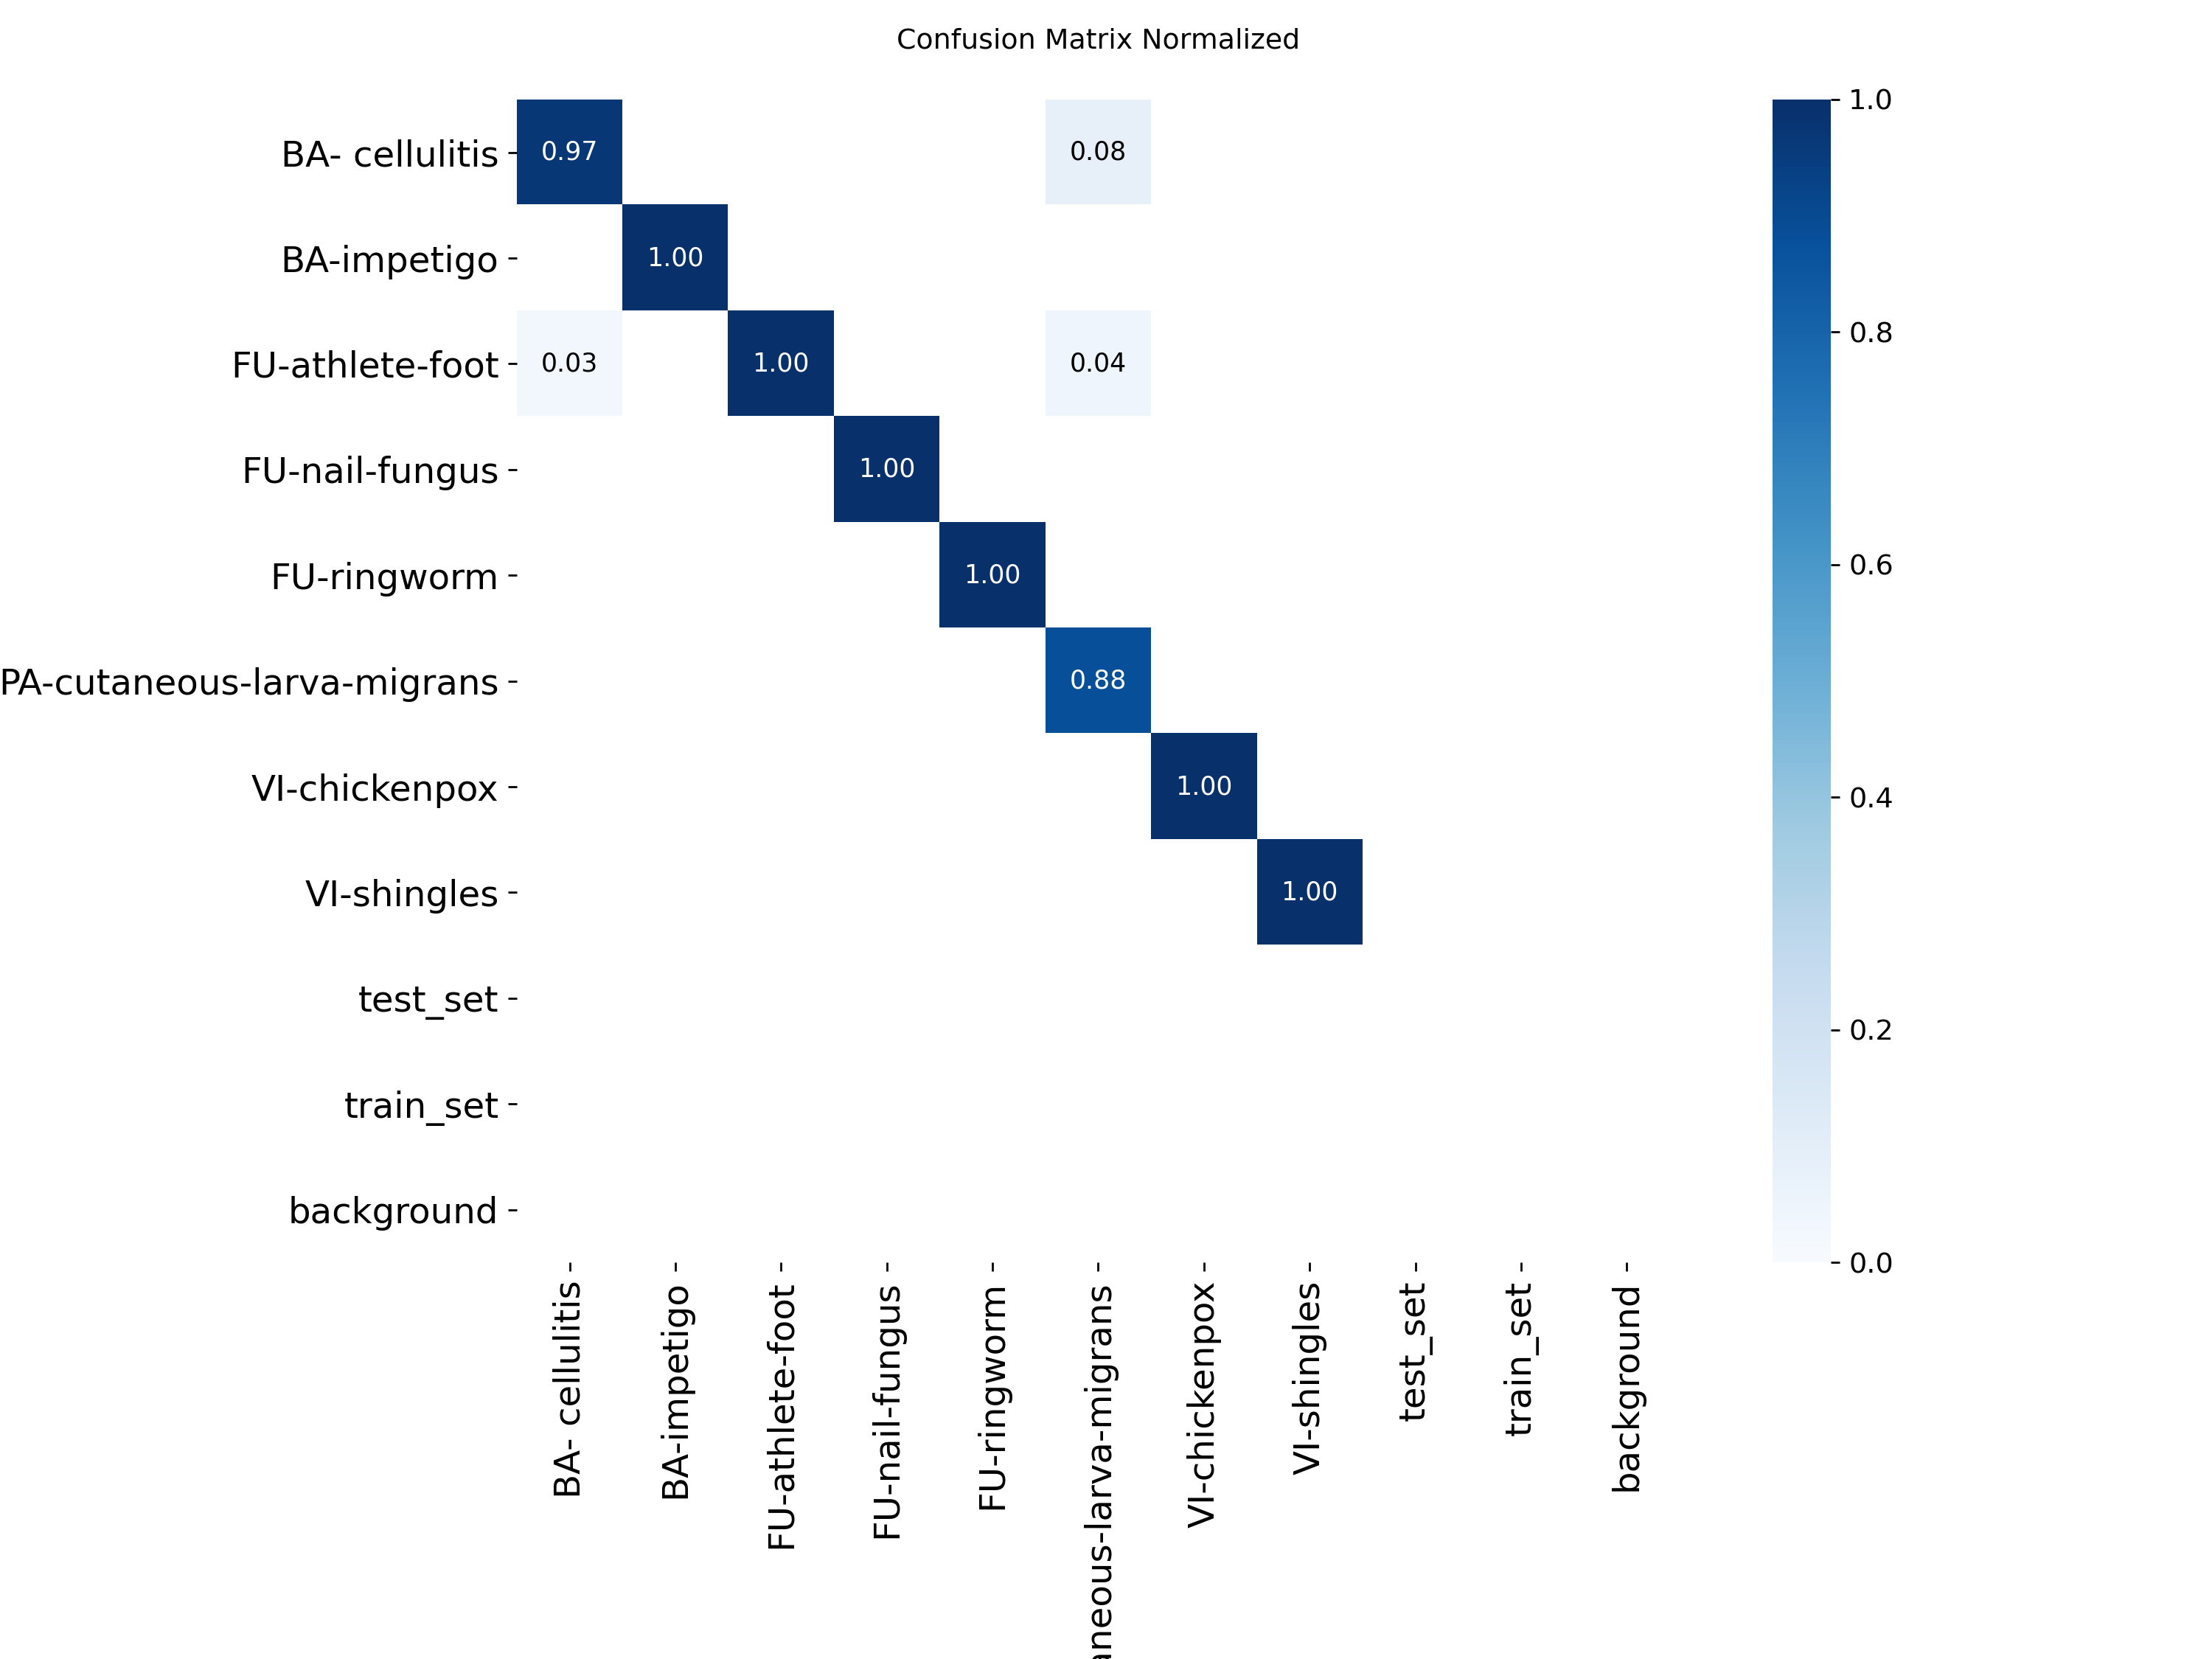 Confusion Matrix Normalized
BA- cellulitis 0.97 0.08
BA-impetigo 1.00
FU-athlete-foot 0.03 1.00 0.04
FU-nail-fungus 1.00
FU-ringworm 1.00
PA-cutaneous-larva-migrans 0.88
VI-chickenpox 1.00
VI-shingles 1.00
test_set
train_set
background
BA- cellulitis
BA-impetigo
FU-athlete-foot
FU-nail-fungus
FU-ringworm
aneous-larva-migrans
VI-chickenpox
VI-shingles
test_set
train_set
background
1.0
0.8
0.6
0.4
0.2
0.0